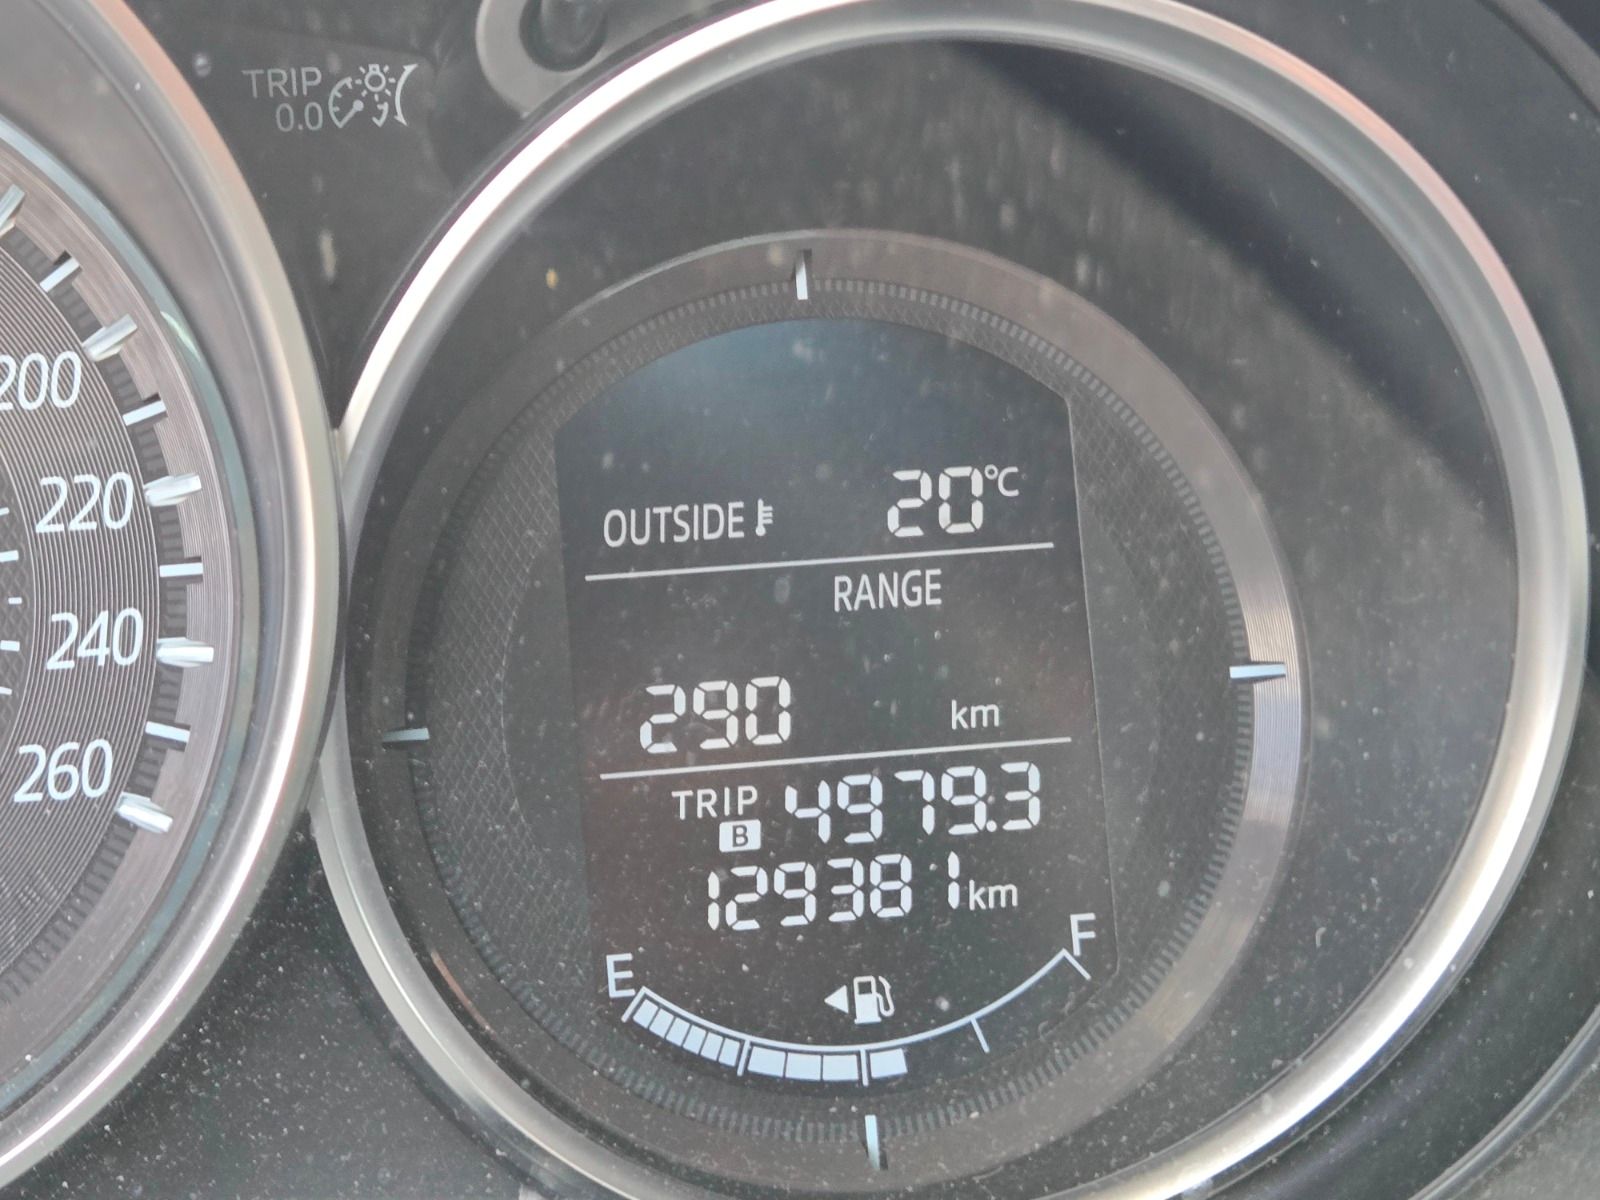 TRIP
0.0
200
220
240
260
OUTSIDE 20°C
RANGE
290 km
TRIP B 4979.3
129381 km
E F